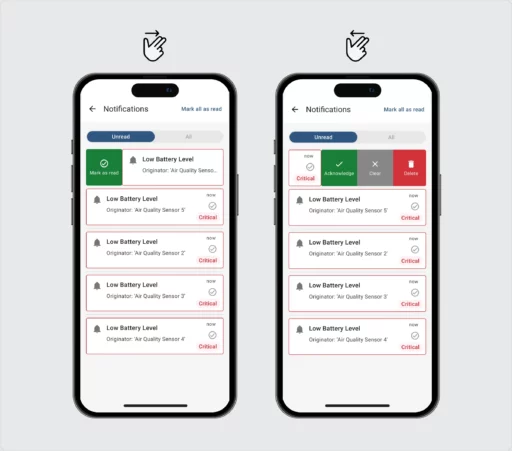 Notifications
Mark all as read
Unread
All
Mark as read
Low Battery Level
Originator: 'Air Quality Senso...
Low Battery Level
now
Originator: 'Air Quality Sensor 5'
Critical
Low Battery Level
now
Originator: 'Air Quality Sensor 2'
Critical
Low Battery Level
now
Originator: 'Air Quality Sensor 3'
Critical
Low Battery Level
now
Originator: 'Air Quality Sensor 4'
Critical
Notifications
Mark all as read
Unread
All
now
Critical
Acknowledge
Clear
Delete
Low Battery Level
now
Originator: 'Air Quality Sensor 5'
Critical
Low Battery Level
now
Originator: 'Air Quality Sensor 2'
Critical
Low Battery Level
now
Originator: 'Air Quality Sensor 3'
Critical
Low Battery Level
now
Originator: 'Air Quality Sensor 4'
Critical